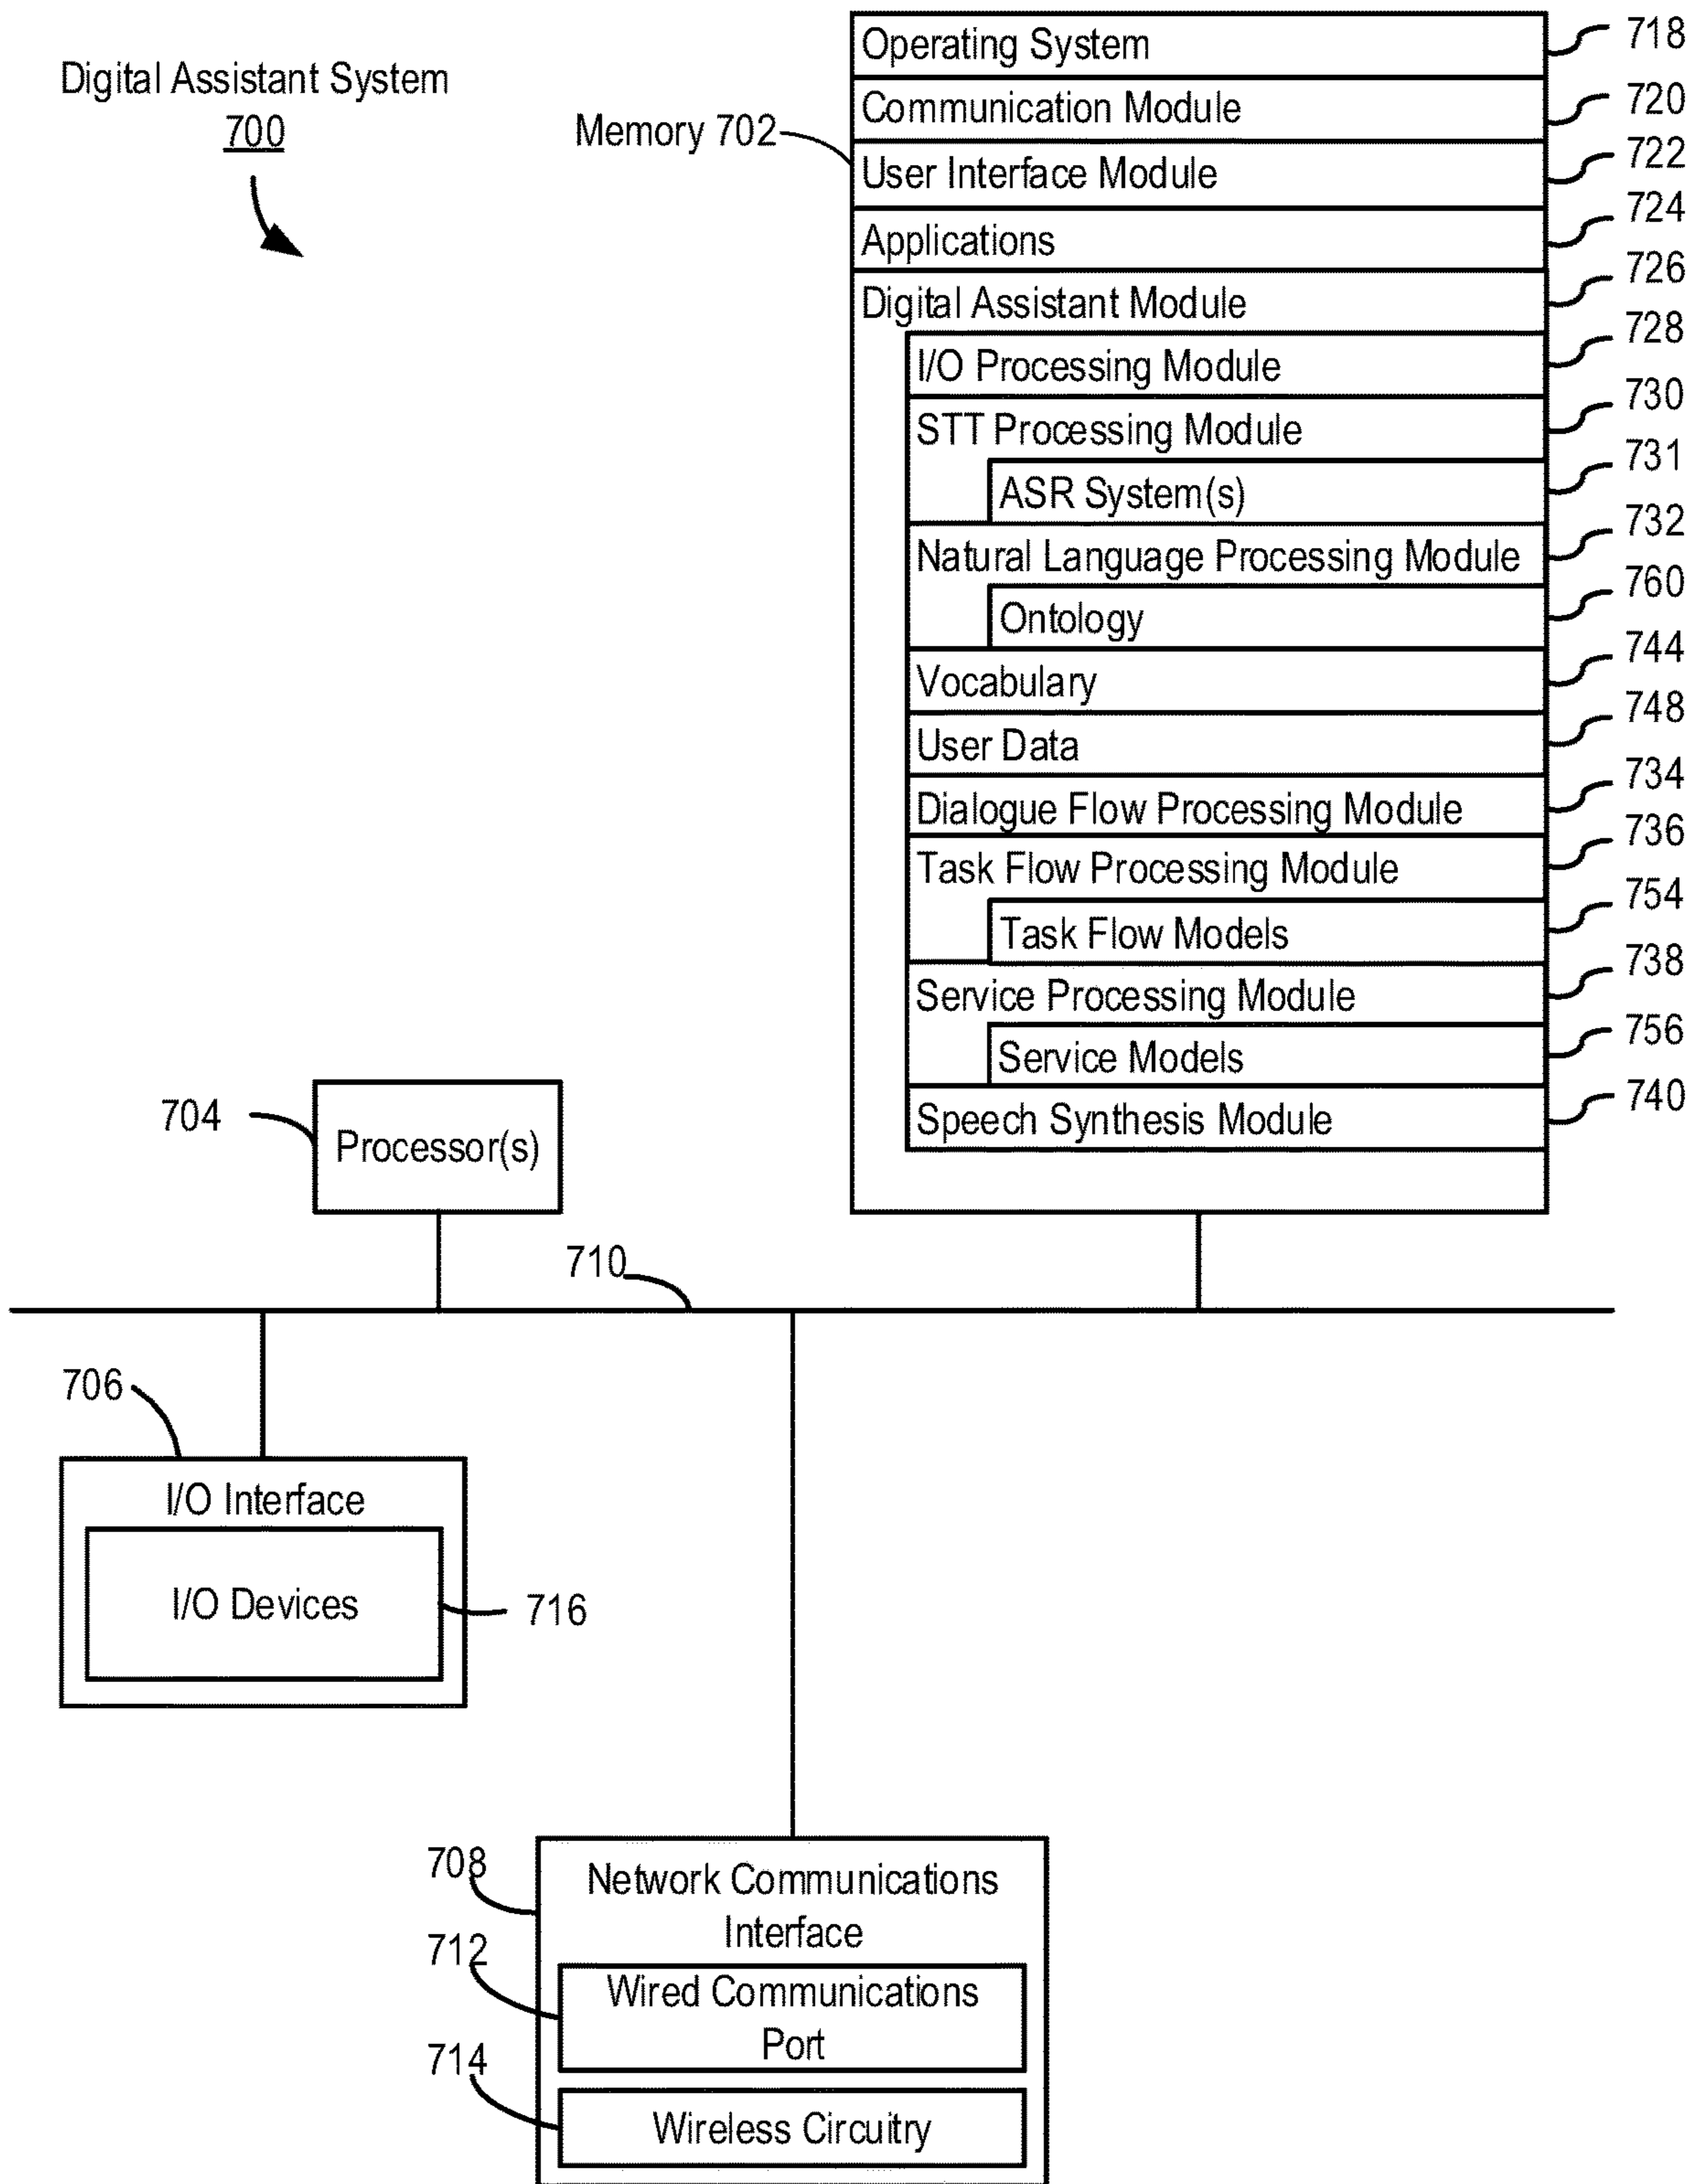 Digital Assistant System
700
Memory 702
Operating System 718
Communication Module 720
User Interface Module 722
Applications 724
Digital Assistant Module 726
I/O Processing Module 728
STT Processing Module 730
ASR System(s) 731
Natural Language Processing Module 732
Ontology 760
Vocabulary 744
User Data 748
Dialogue Flow Processing Module 734
Task Flow Processing Module 736
Task Flow Models 754
Service Processing Module 738
Service Models 756
Speech Synthesis Module 740
704
Processor(s)
710
706
I/O Interface
I/O Devices
716
708
Network Communications
Interface
712
Wired Communications
Port
714
Wireless Circuitry